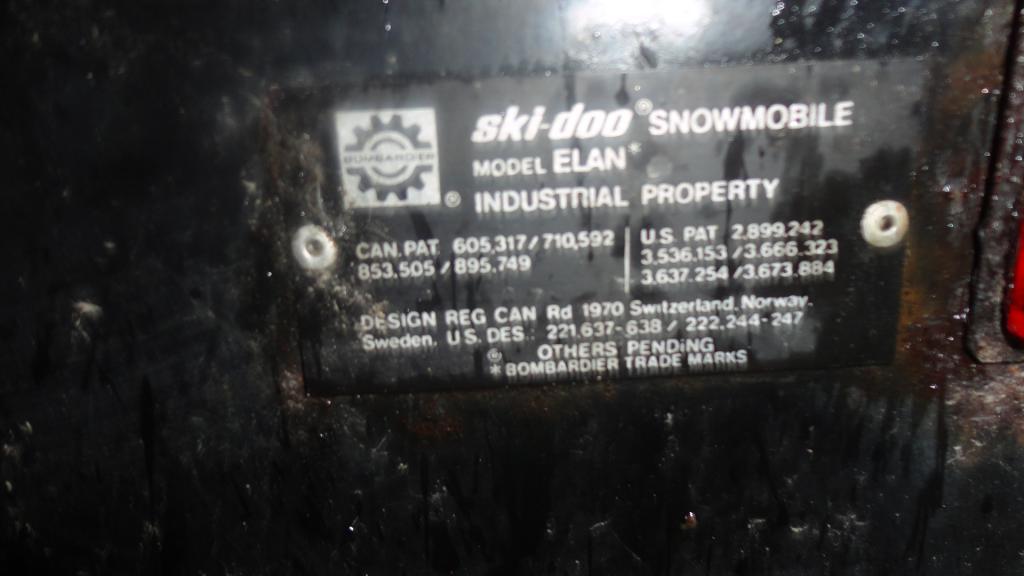 BOMBARDIER
®
ski-doo® SNOWMOBILE
MODEL ELAN*
INDUSTRIAL PROPERTY
CAN. PAT. 605,317/710,592
853,505 / 895,749
U.S. PAT 2.899.242
3.536.153/3.666.323
3.637.254/3.673.884
DESIGN REG CAN Rd 1970 Switzerland, Norway,
Sweden, U.S. DES. 221,637-638 / 222,244-247
OTHERS PENDING
® * BOMBARDIER TRADE MARKS